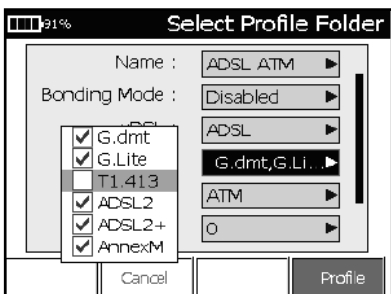 91% Select Profile Folder
Name : ADSL ATM
Bonding Mode : Disabled
ADSL
G.dmt G.dmt,G.Li...
G.Lite
T1.413
ADSL2 ATM
ADSL2+ 0
AnnexM
Cancel Profile